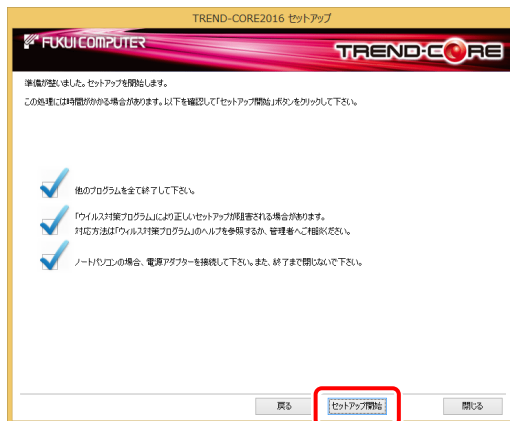 TREND-CORE2016 セットアップ
FUKUI COMPUTER
TREND-CORE
準備が整いました。セットアップを開始します。
この処理には時間がかかる場合があります。以下を確認して「セットアップ開始」ボタンをクリックして下さい。
他のプログラムを全て終了して下さい。
「ウイルス対策プログラム」により正しいセットアップが阻害される場合があります。
対応方法は「ウィルス対策プログラム」のヘルプを参照するか、管理者へご相談ください。
ノートパソコンの場合、電源アダプターを接続して下さい。また、終了まで閉じないで下さい。
戻る
セットアップ開始
閉じる